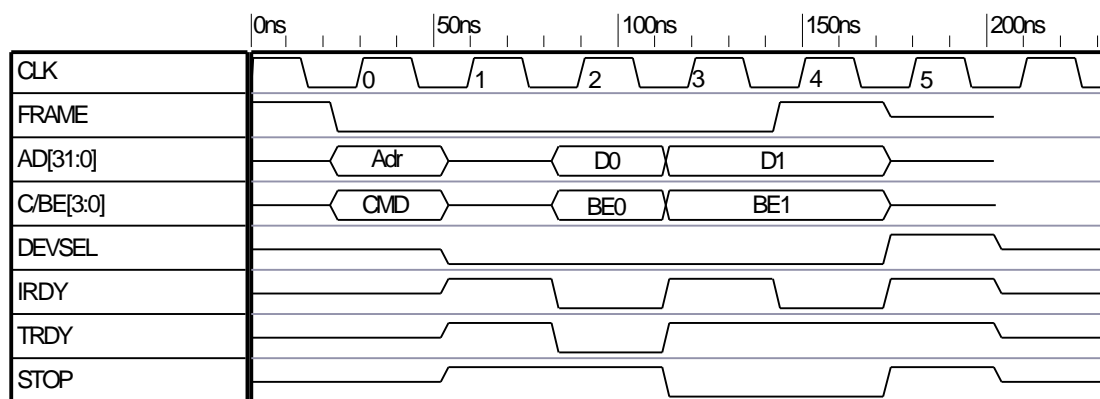 0ns 50ns 100ns 150ns 200ns
CLK 0 1 2 3 4 5
FRAME
AD[31:0] Adr D0 D1
C/BE[3:0] CMD BE0 BE1
DEVSEL
IRDY
TRDY
STOP